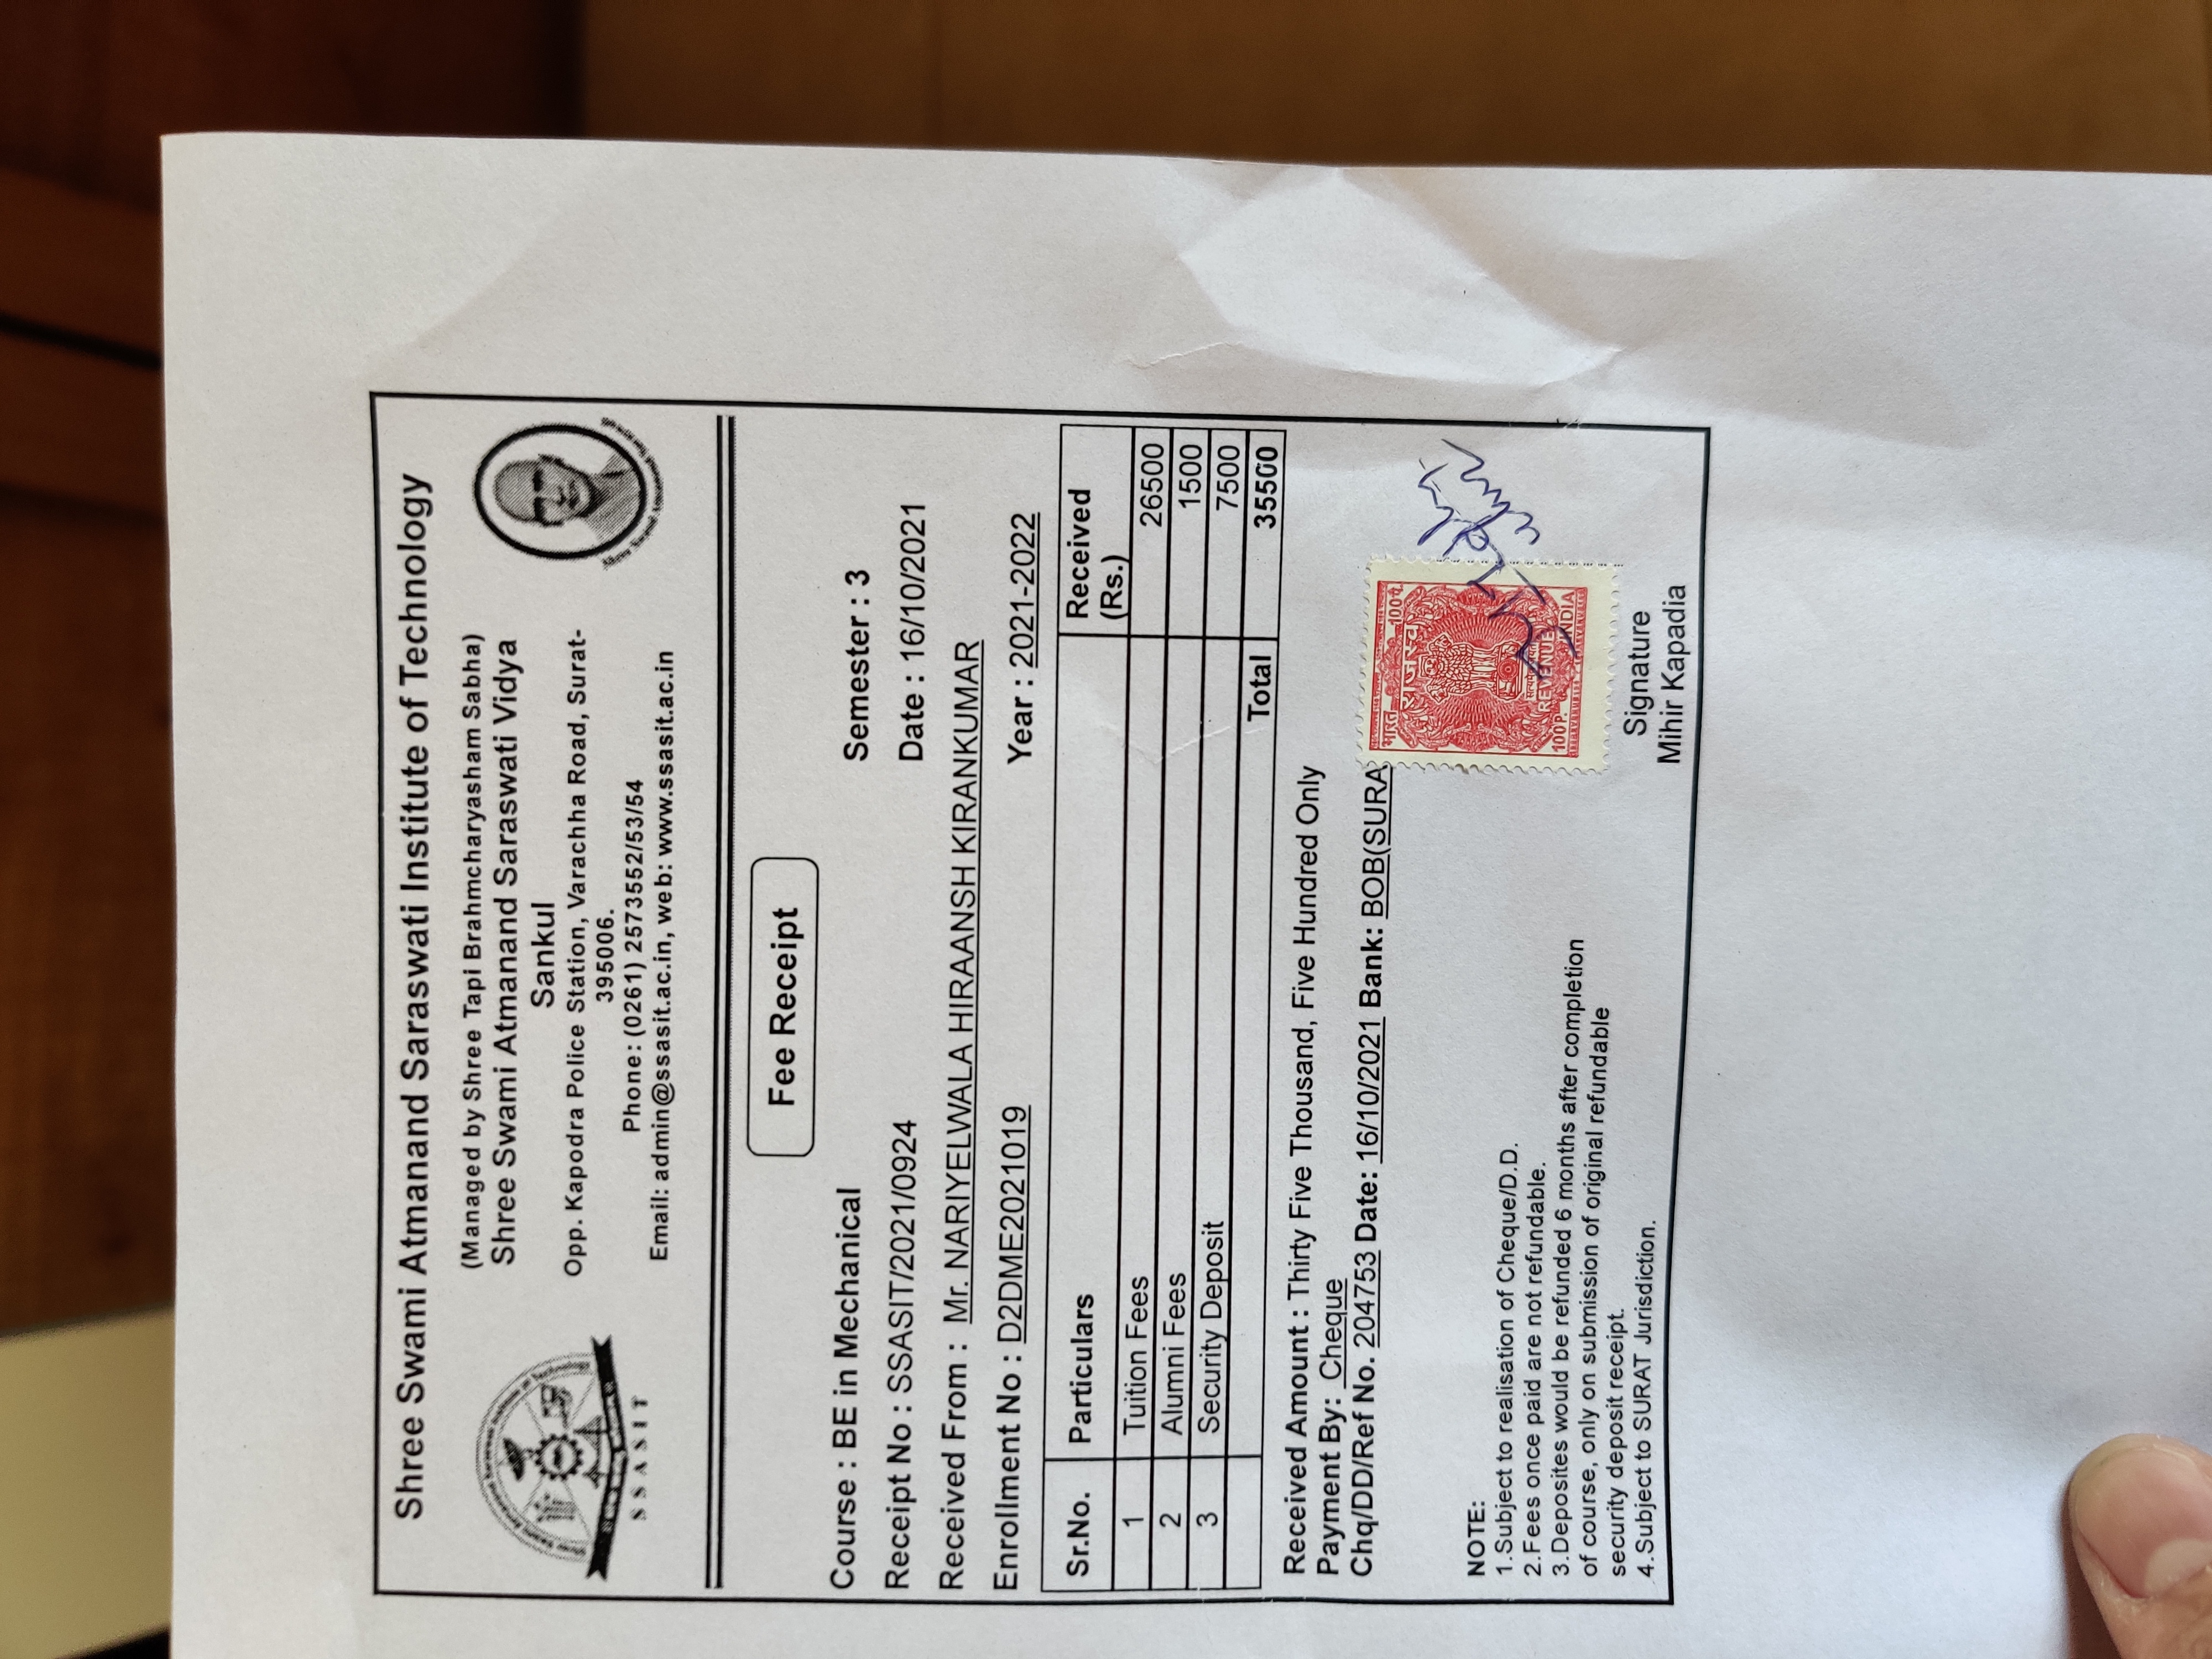 Shree Swami Atmanand Saraswati Institute of Technology
(Managed by Shree Tapi Brahmcharyasham Sabha)
Shree Swami Atmanand Saraswati Vidya
Sankul
Opp. Kapodra Police Station, Varachha Road, Surat-
395006.
Phone: (0261) 2573552/53/54
Email: admin@ssasit.ac.in, web: www.ssasit.ac.in
SSASIT
Fee Receipt
Course : BE in Mechanical Semester : 3
Receipt No : SSASIT/2021/0924 Date : 16/10/2021
Received From : Mr. NARIYELWALA HIRAANSH KIRANKUMAR
Enrollment No : D2DME2021019 Year : 2021-2022
Sr.No. Particulars Received
(Rs.)
1 Tuition Fees 26500
2 Alumni Fees 1500
3 Security Deposit 7500
Total 35500
Received Amount : Thirty Five Thousand, Five Hundred Only
Payment By: Cheque
Chq/DD/Ref No. 204753 Date: 16/10/2021 Bank: BOB(SURA
भारत 100पै.
राजस्व
सत्यमेव जयते
REVENUE
100P. INDIA
NOTE:
1.Subject to realisation of Cheque/D.D.
2.Fees once paid are not refundable.
3.Deposites would be refunded 6 months after completion
of course, only on submission of original refundable
security deposit receipt.
4.Subject to SURAT Jurisdiction.
Signature
Mihir Kapadia